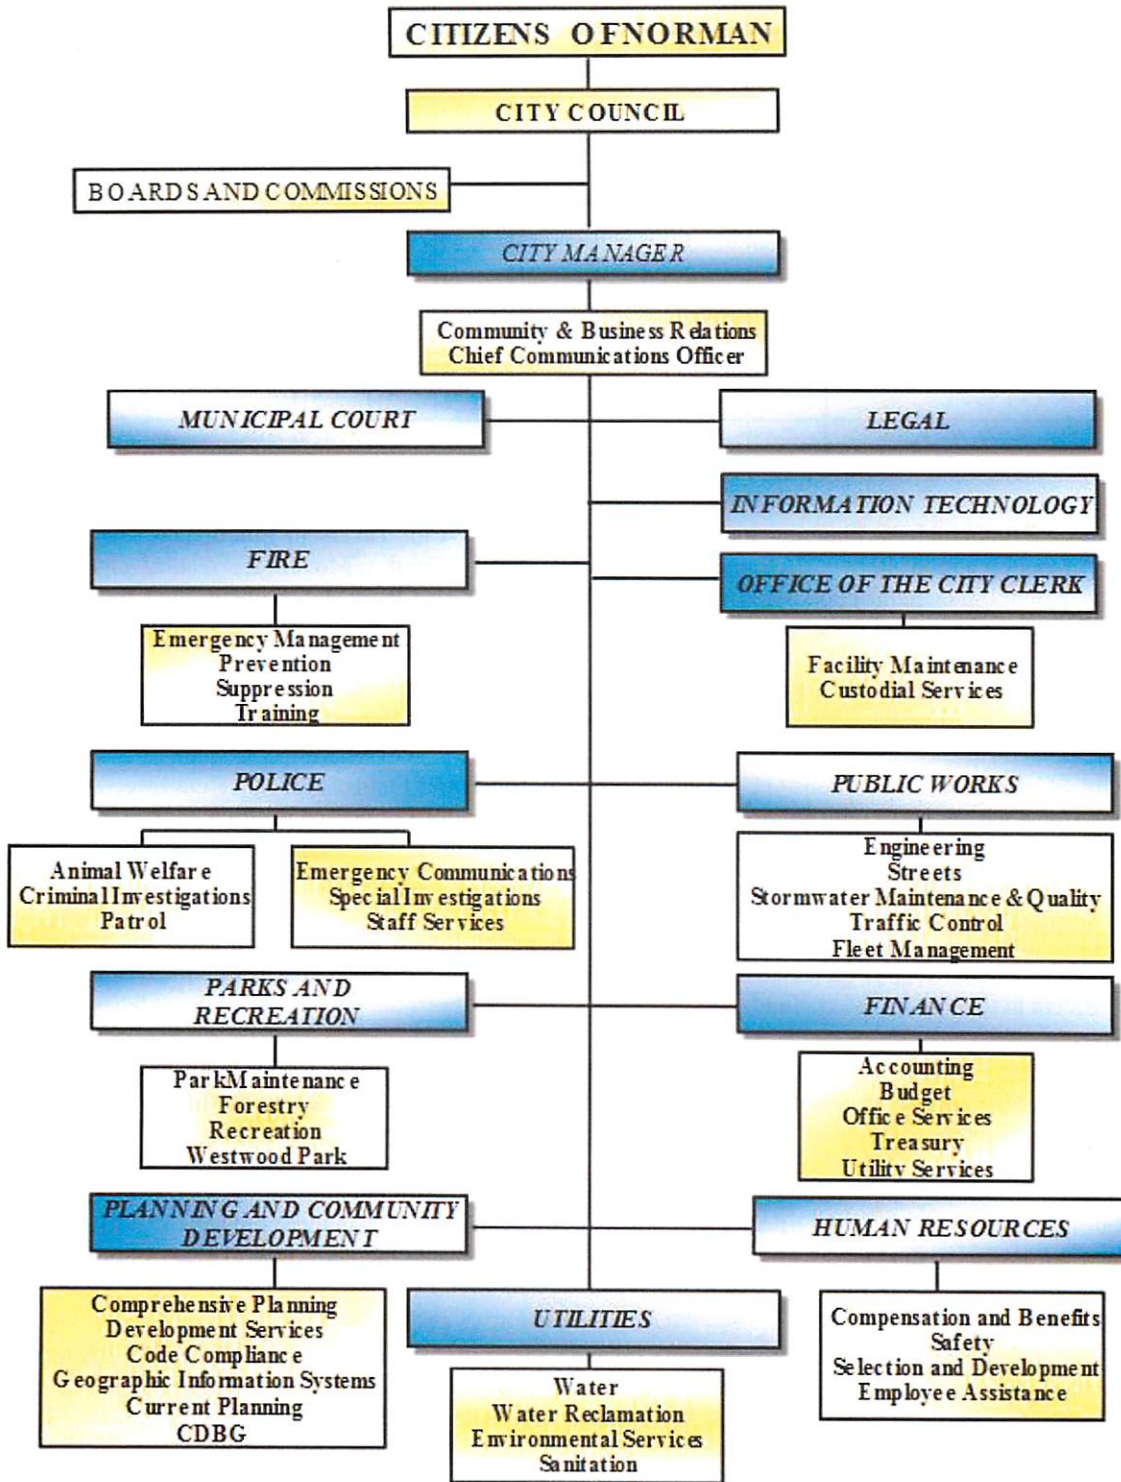 CITIZENS OFNORMAN
CITY COUNCIL
BOARDS AND COMMISSIONS
CITY MANAGER
Community & Business Relations
Chief Communications Officer
MUNICIPAL COURT
LEGAL
INFORMATION TECHNOLOGY
FIRE
OFFICE OF THE CITY CLERK
Emergency Management
Prevention
Suppression
Training
Facility Maintenance
Custodial Services
POLICE
PUBLIC WORKS
Animal Welfare
Criminal Investigations
Patrol
Emergency Communications
Special Investigations
Staff Services
Engineering
Streets
Stormwater Maintenance & Quality
Traffic Control
Fleet Management
PARKS AND
RECREATION
FINANCE
Park Maintenance
Forestry
Recreation
Westwood Park
Accounting
Budget
Office Services
Treasury
Utility Services
PLANNING AND COMMUNITY
DEVELOPMENT
HUMAN RESOURCES
Comprehensive Planning
Development Services
Code Compliance
Geographic Information Systems
Current Planning
CDBG
UTILITIES
Water
Water Reclamation
Environmental Services
Sanitation
Compensation and Benefits
Safety
Selection and Development
Employee Assistance